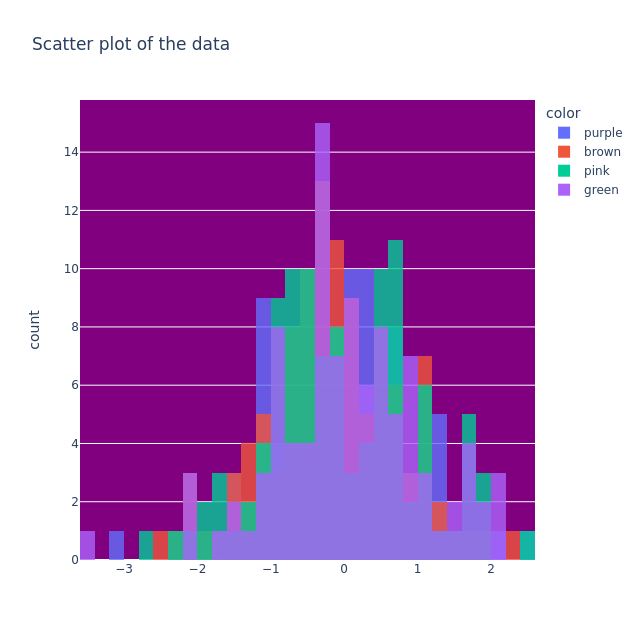 Scatter plot of the data
color
purple
brown
pink
green
count
14
12
10
8
6
4
2
0
−3
−2
−1
0
1
2